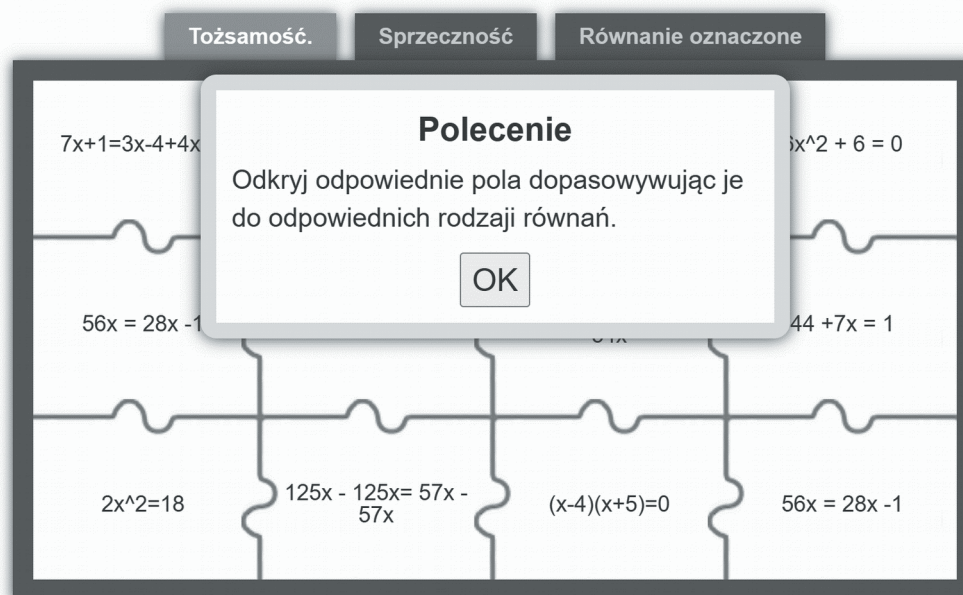 Tożsamość.
Sprzeczność
Równanie oznaczone
Polecenie
Odkryj odpowiednie pola dopasowywując je
do odpowiednich rodzaji równań.
OK
7x+1=3x-4+4x
x^2 + 6 = 0
56x = 28x -1
44 +7x = 1
2x^2=18
125x - 125x= 57x -
57x
(x-4)(x+5)=0
56x = 28x -1